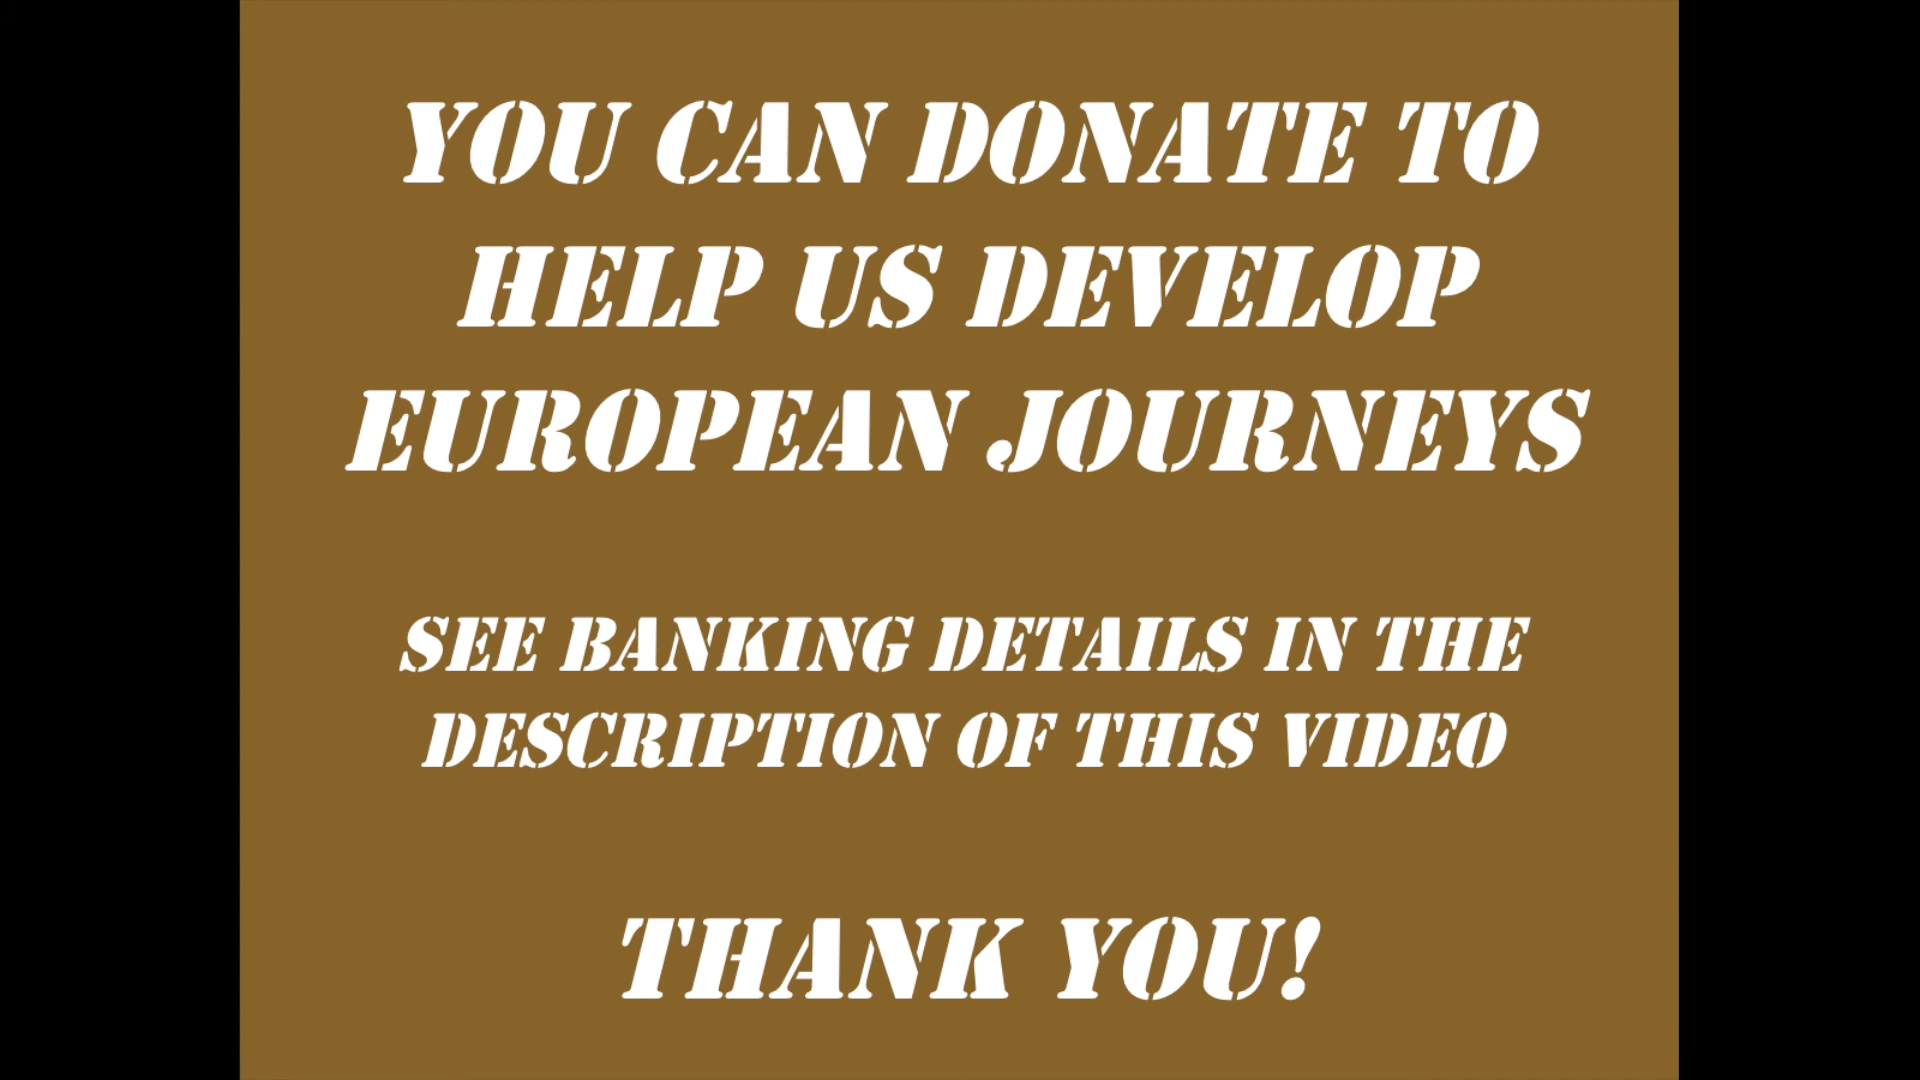 YOU CAN DONATE TO
HELP US DEVELOP
EUROPEAN JOURNEYS
SEE BANKING DETAILS IN THE
DESCRIPTION OF THIS VIDEO
THANK YOU!